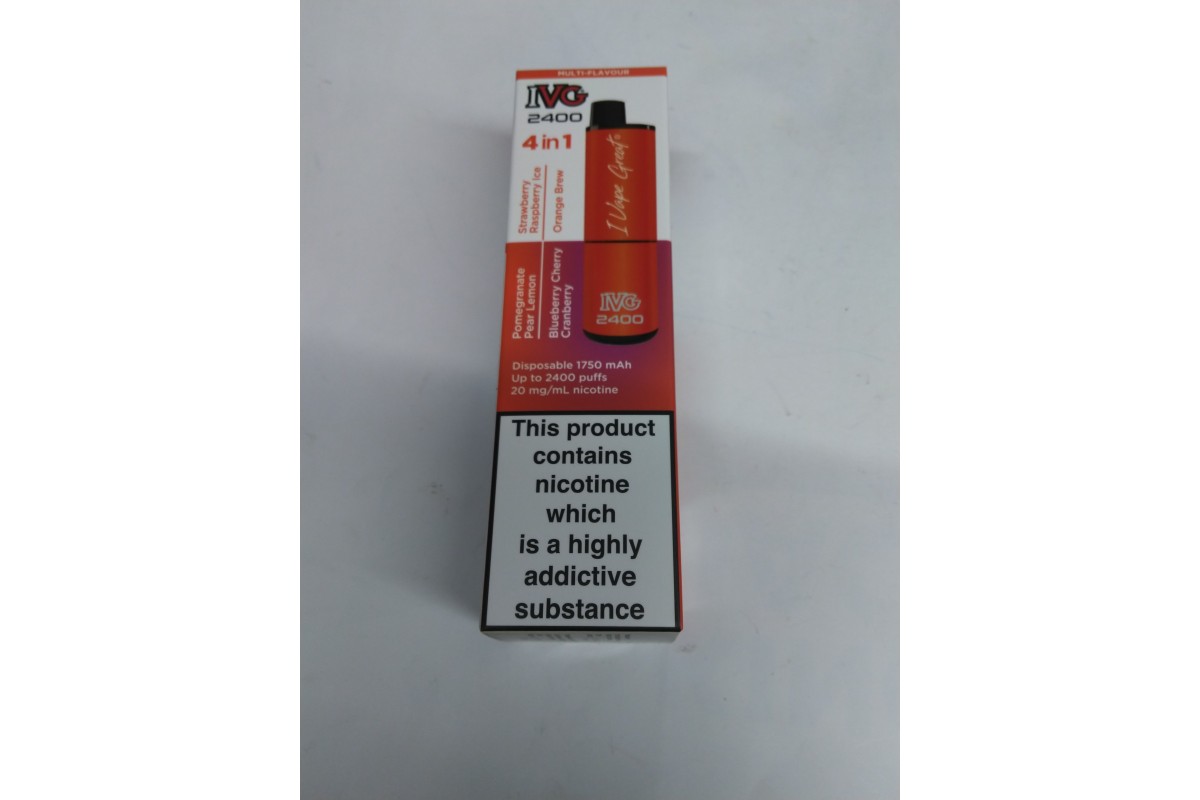 MULTI-FLAVOUR
IVG
2400
4 in 1
Strawberry
Raspberry Ice
Orange Brew
Pomegranate
Pear Lemon
Blueberry Cherry
Cranberry
I Vape Great®
IVG
2400
Disposable 1750 mAh
Up to 2400 puffs
20 mg/mL nicotine
This product
contains
nicotine
which
is a highly
addictive
substance